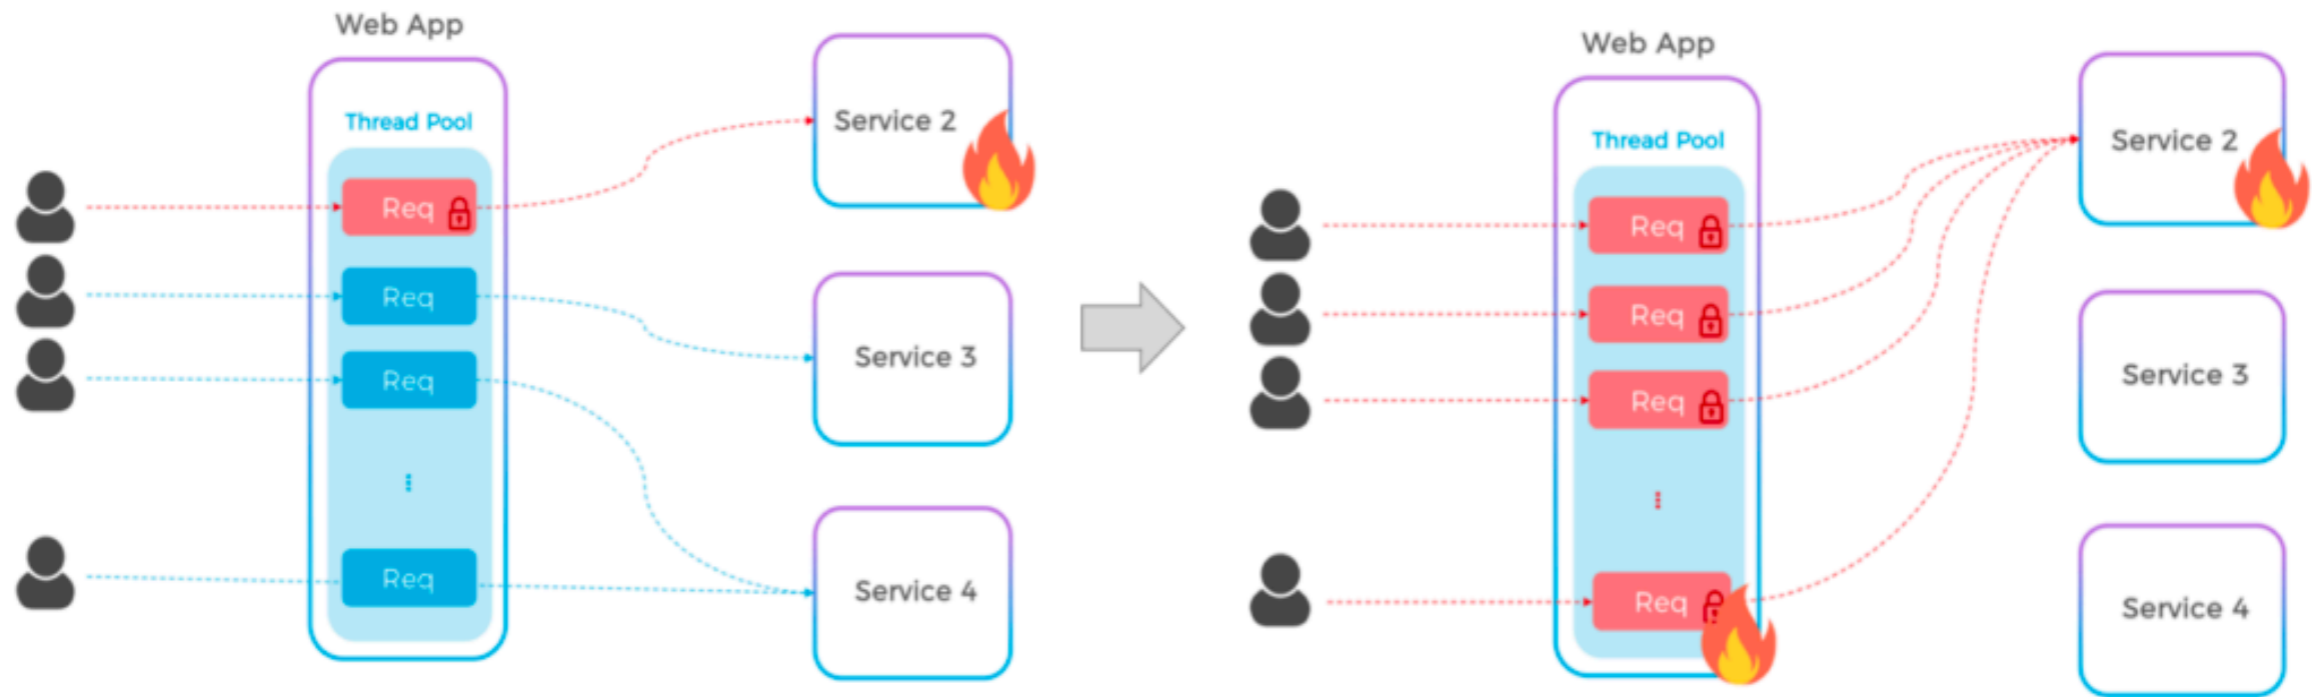 Web App
Thread Pool
Req
Req
Req
Req
Service 2
Service 3
Service 4
Web App
Thread Pool
Req
Req
Req
Req
Service 2
Service 3
Service 4